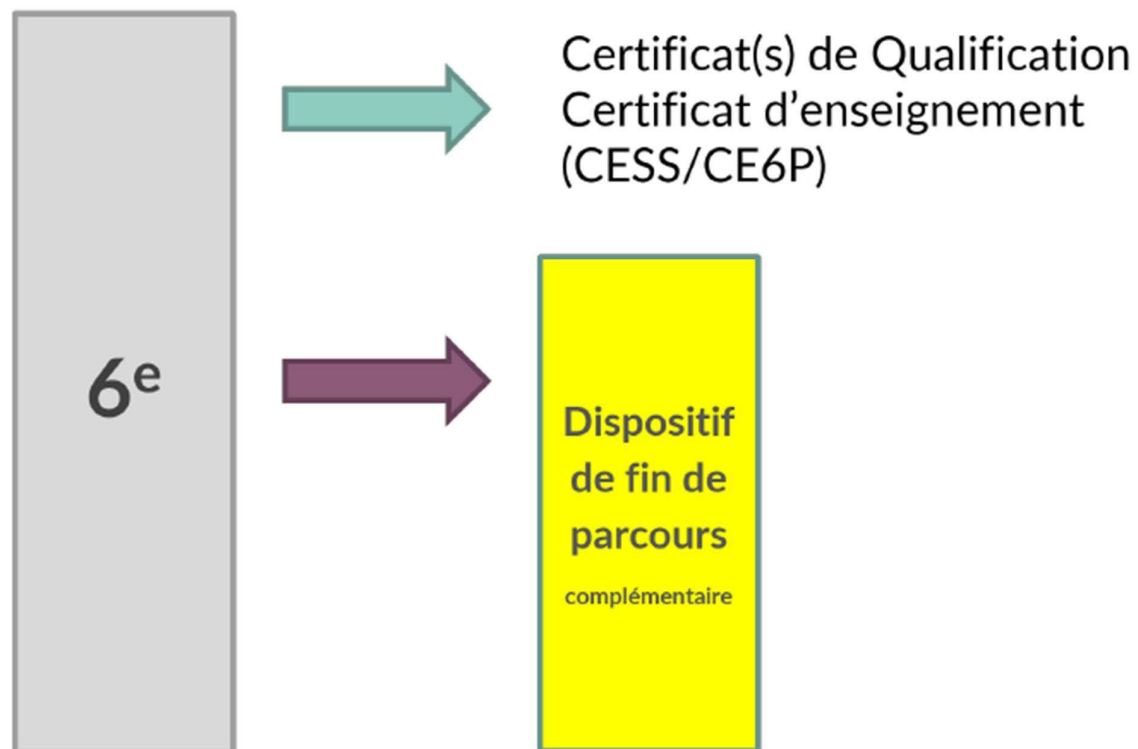 Certificat(s) de Qualification
Certificat d'enseignement
(CESS/CE6P)
6e
Dispositif
de fin de
parcours
complémentaire